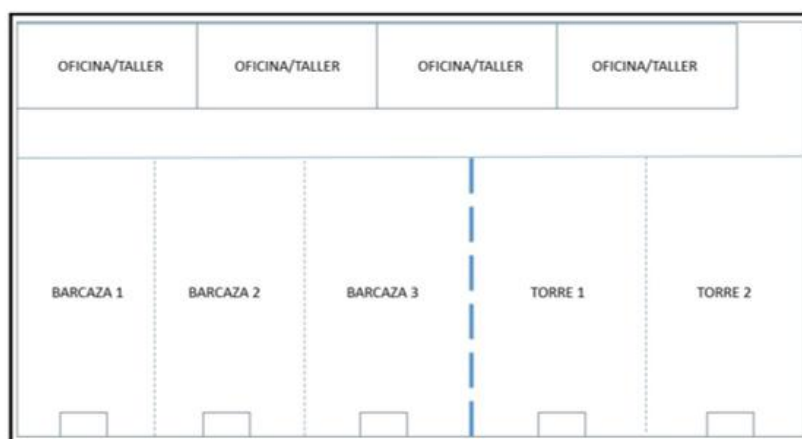 OFICINA/TALLER
OFICINA/TALLER
OFICINA/TALLER
OFICINA/TALLER
BARCAZA 1
BARCAZA 2
BARCAZA 3
TORRE 1
TORRE 2